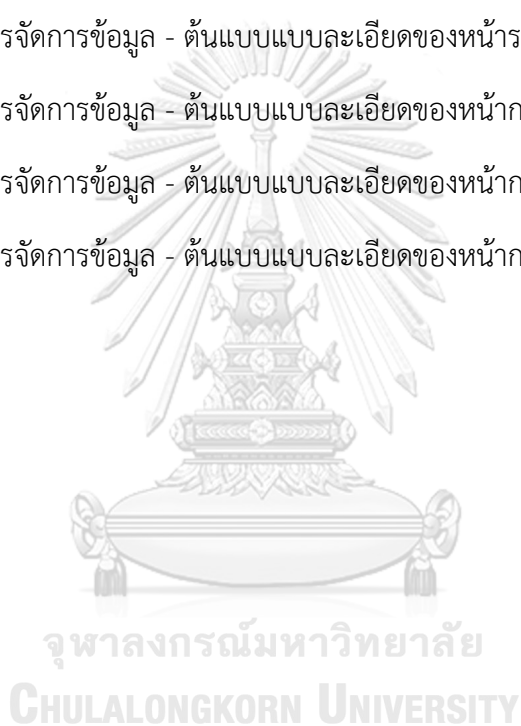 รจัดการข้อมูล - ต้นแบบแบบละเอียดของหน้าร
รจัดการข้อมูล - ต้นแบบแบบละเอียดของหน้าก
รจัดการข้อมูล - ต้นแบบแบบละเอียดของหน้าก
รจัดการข้อมูล - ต้นแบบแบบละเอียดของหน้าก
จุฬาลงกรณ์มหาวิทยาลัย
CHULALONGKORN UNIVERSITY